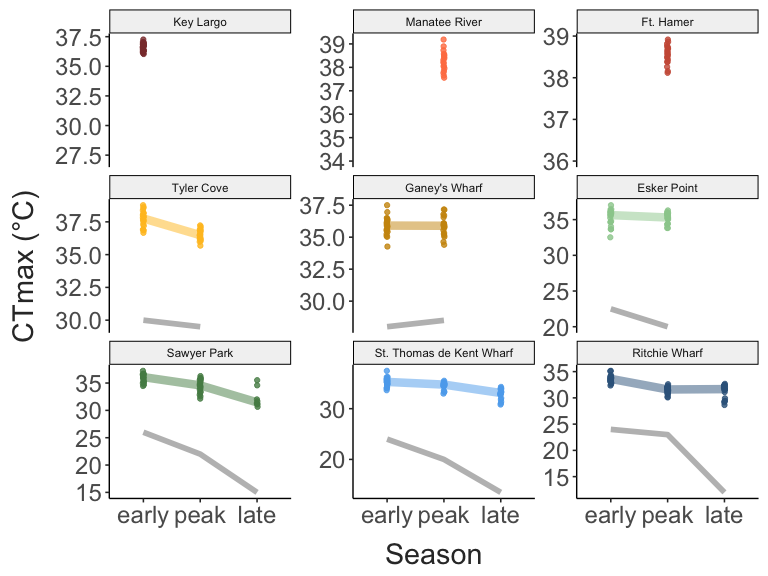 Key Largo
Manatee River
Ft. Hamer
37.5
35.0
32.5
30.0
27.5
39
38
37
36
35
34
39
38
37
36
Tyler Cove
Ganey's Wharf
Esker Point
37.5
35.0
32.5
30.0
37.5
35.0
32.5
30.0
35
30
25
20
Sawyer Park
St. Thomas de Kent Wharf
Ritchie Wharf
35
30
25
20
15
30
20
35
30
25
20
15
early peak late
early peak late
early peak late
Season
CTmax (°C)